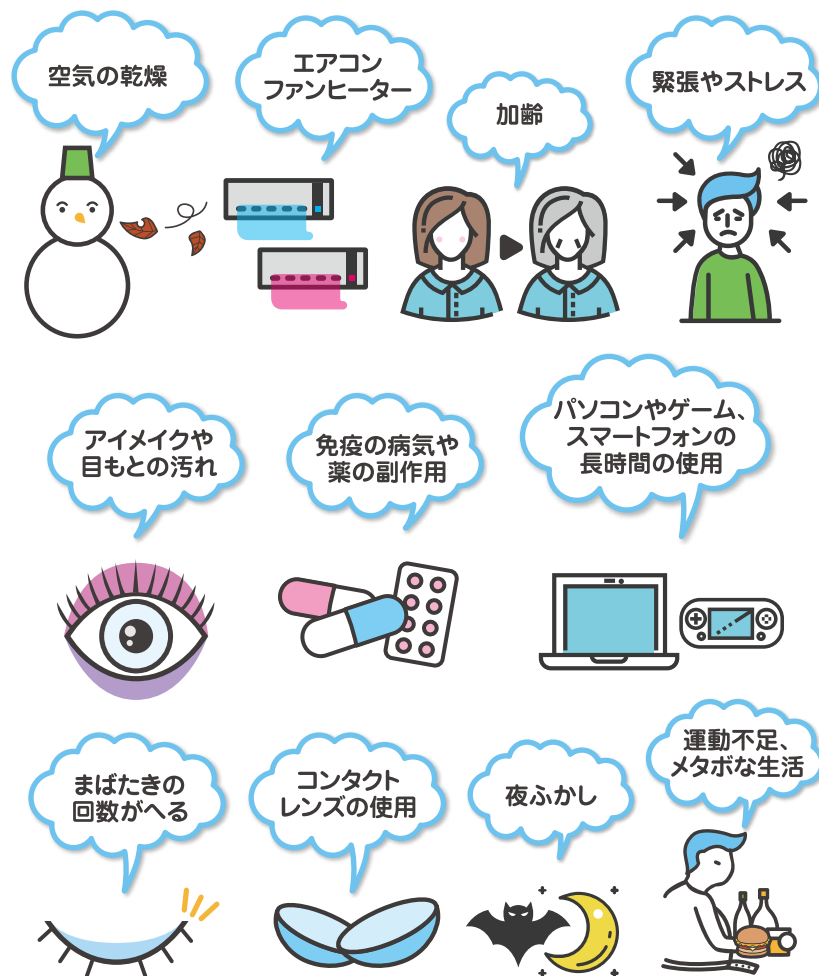 空気の乾燥
エアコン
ファンヒーター
加齢
緊張やストレス
アイメイクや
目もとの汚れ
免疫の病気や
薬の副作用
パソコンやゲーム、
スマートフォンの
長時間の使用
まばたきの
回数がへる
コンタクト
レンズの使用
夜ふかし
運動不足、
メタボな生活